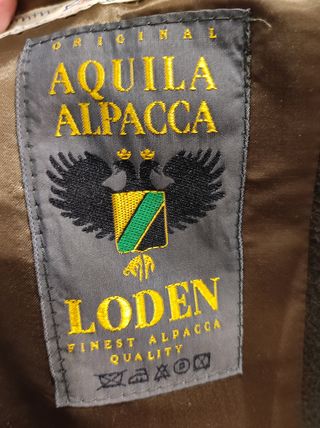 ORIGINAL
AQUILA
ALPACCA
LODEN
FINEST ALPACCA
QUALITY